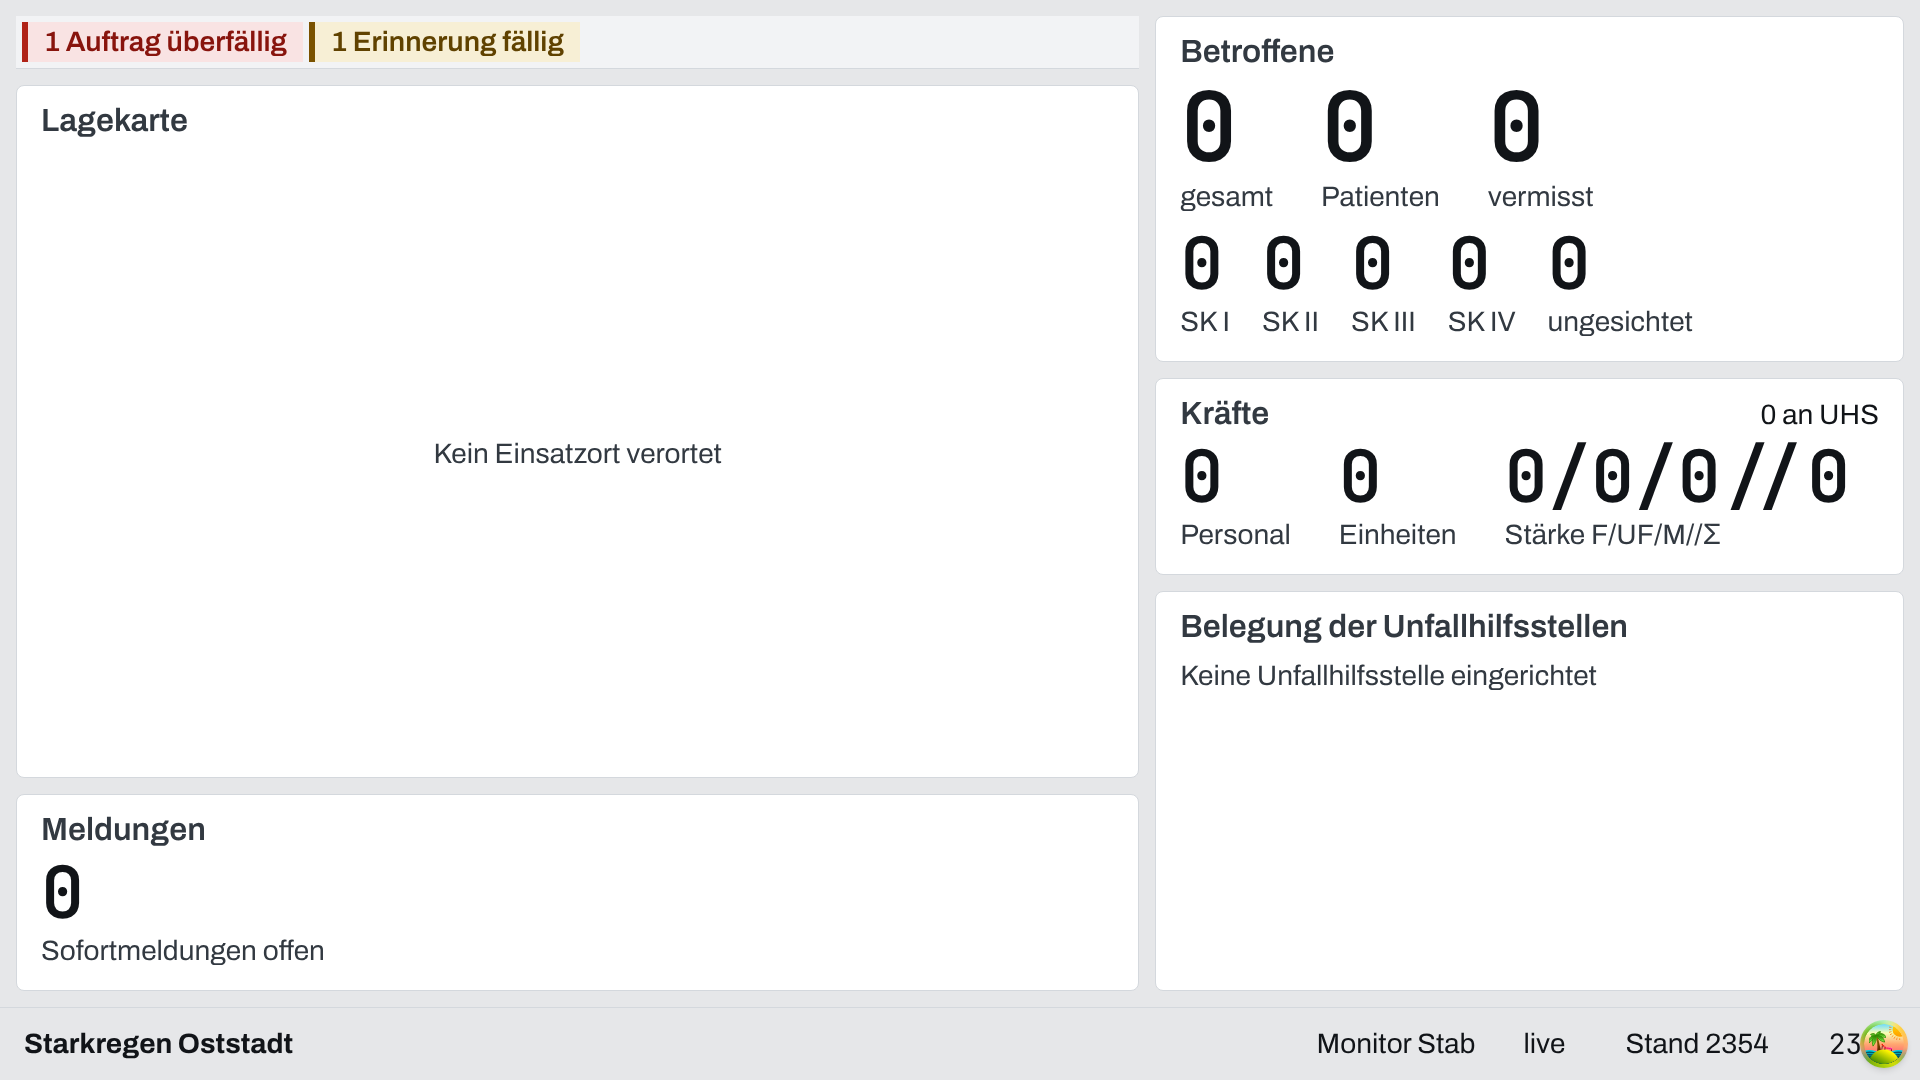 1 Auftrag überfällig
1 Erinnerung fällig
Lagekarte
Kein Einsatzort verortet
Meldungen
0
Sofortmeldungen offen
Betroffene
0 0 0
gesamt Patienten vermisst
0 0 0 0 0
SK I SK II SK III SK IV ungesichtet
Kräfte 0 an UHS
0 0 0/0/0//0
Personal Einheiten Stärke F/UF/M//Σ
Belegung der Unfallhilfsstellen
Keine Unfallhilfsstelle eingerichtet
Starkregen Oststadt Monitor Stab live Stand 2354